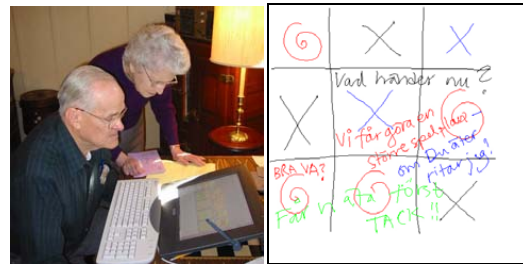 Vad händer nu?
Vi får göra en
större spelplan -
om Du äter
ritar jag!
BRA VA?
Får vi äta först
TACK!!